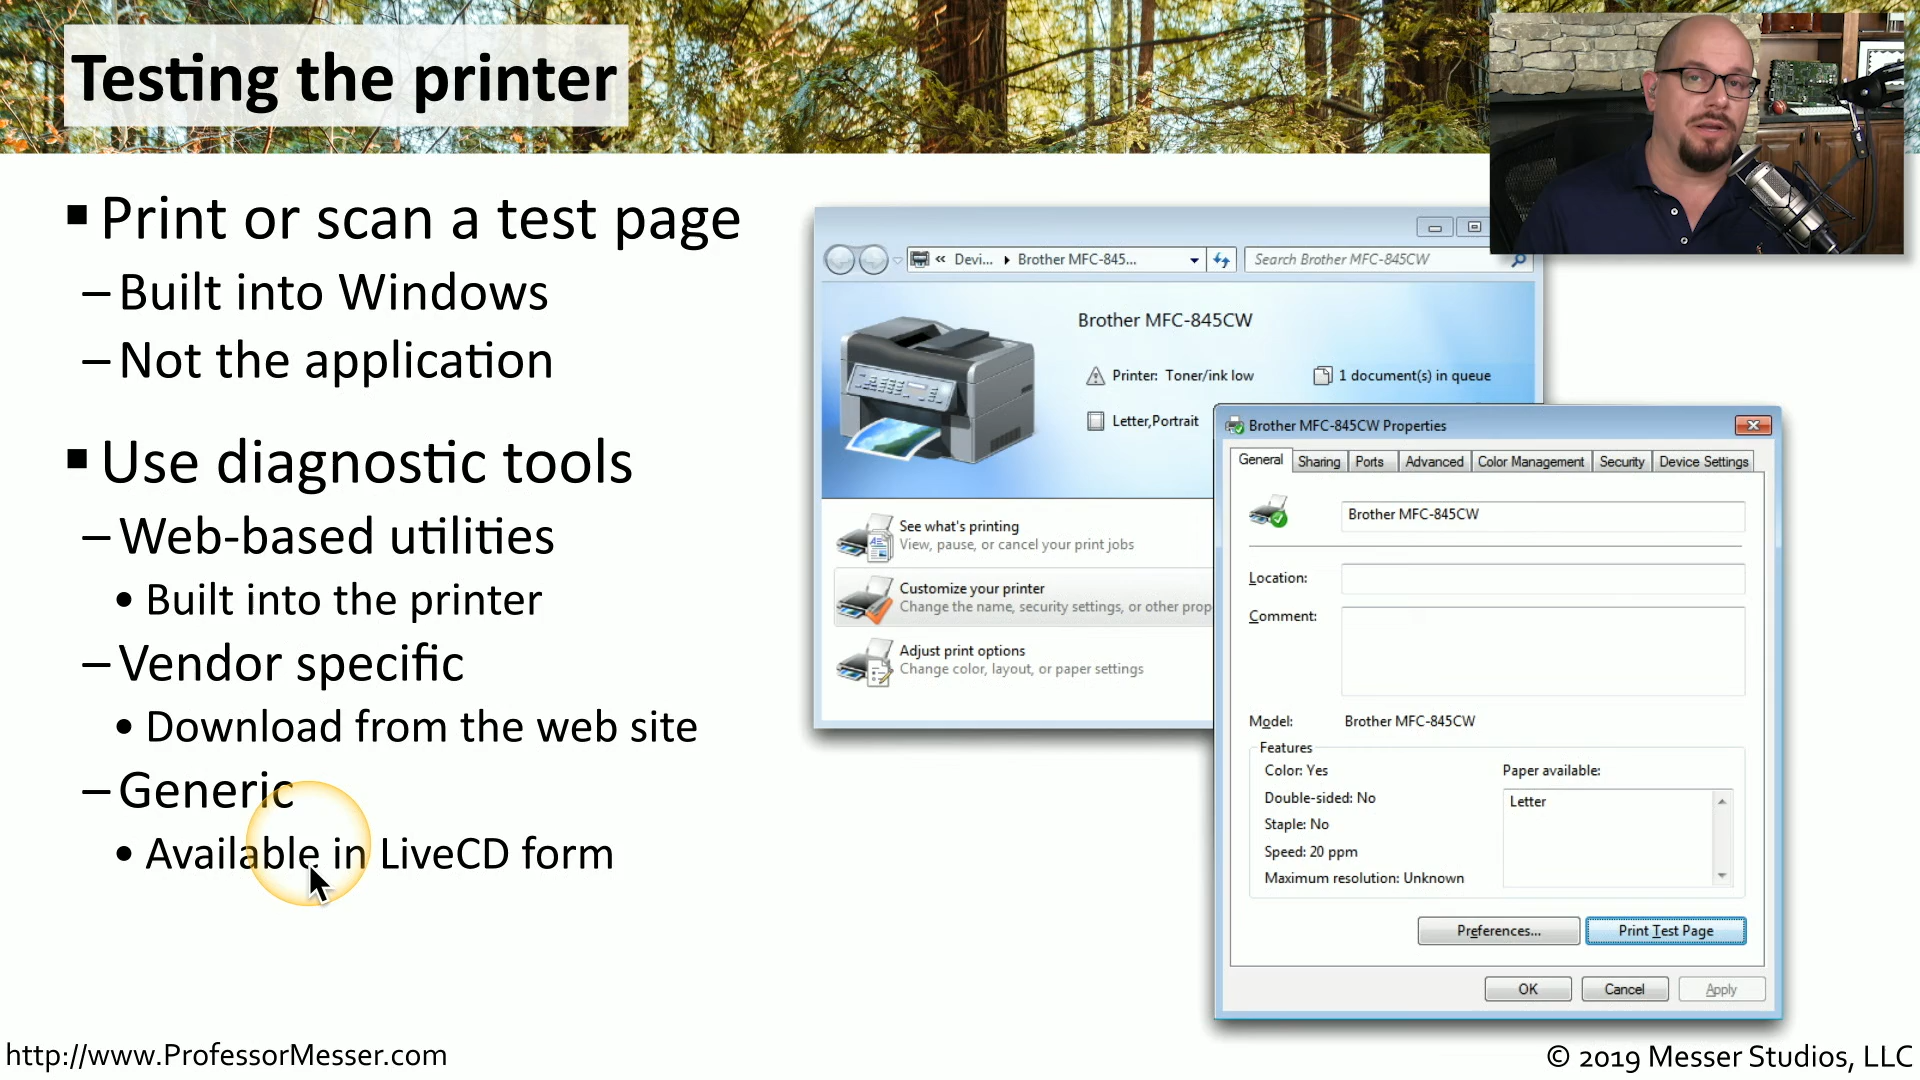 Testing the printer
▪ Print or scan a test page
– Built into Windows
– Not the application
▪ Use diagnostic tools
– Web-based utilities
• Built into the printer
– Vendor specific
• Download from the web site
– Generic
• Available in LiveCD form
« Devi... ▸ Brother MFC-845...
Search Brother MFC-845CW
Brother MFC-845CW
Printer: Toner/ink low
1 document(s) in queue
Letter,Portrait
See what's printing
View, pause, or cancel your print jobs
Customize your printer
Change the name, security settings, or other prop
Adjust print options
Change color, layout, or paper settings
Brother MFC-845CW Properties
General Sharing Ports Advanced Color Management Security Device Settings
Brother MFC-845CW
Location:
Comment:
Model: Brother MFC-845CW
Features
Color: Yes
Paper available:
Double-sided: No
Letter
Staple: No
Speed: 20 ppm
Maximum resolution: Unknown
Preferences... Print Test Page
OK Cancel Apply
http://www.ProfessorMesser.com
© 2019 Messer Studios, LLC